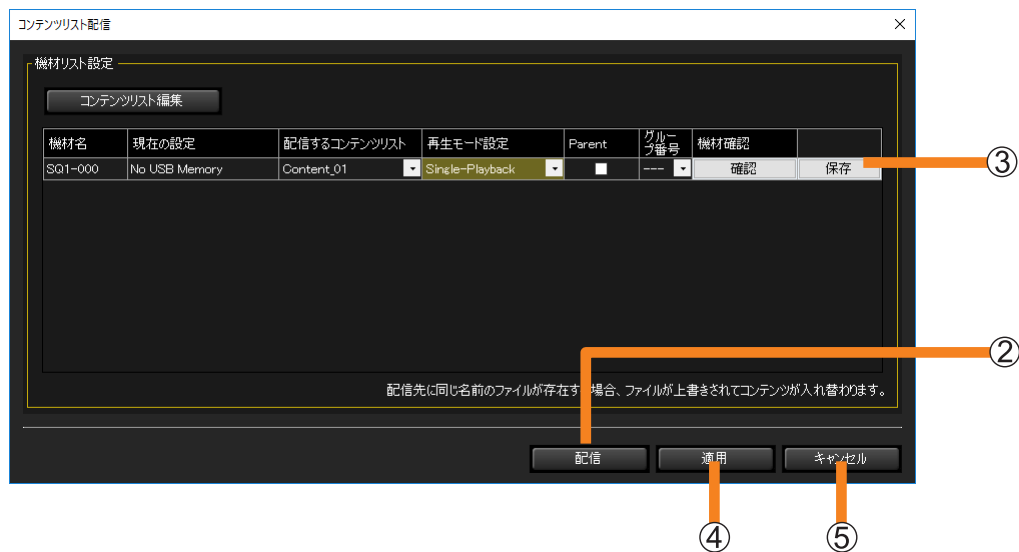 コンテンツリスト配信
機材リスト設定
コンテンツリスト編集
機材名 現在の設定 配信するコンテンツリスト 再生モード設定 Parent グループ番号 機材確認
SQ1-000 No USB Memory Content_01 Single-Playback --- 確認 保存
③
②
配信先に同じ名前のファイルが存在す 場合、ファイルが上書きされてコンテンツが入れ替わります。
配信 適用 キャンセル
④ ⑤